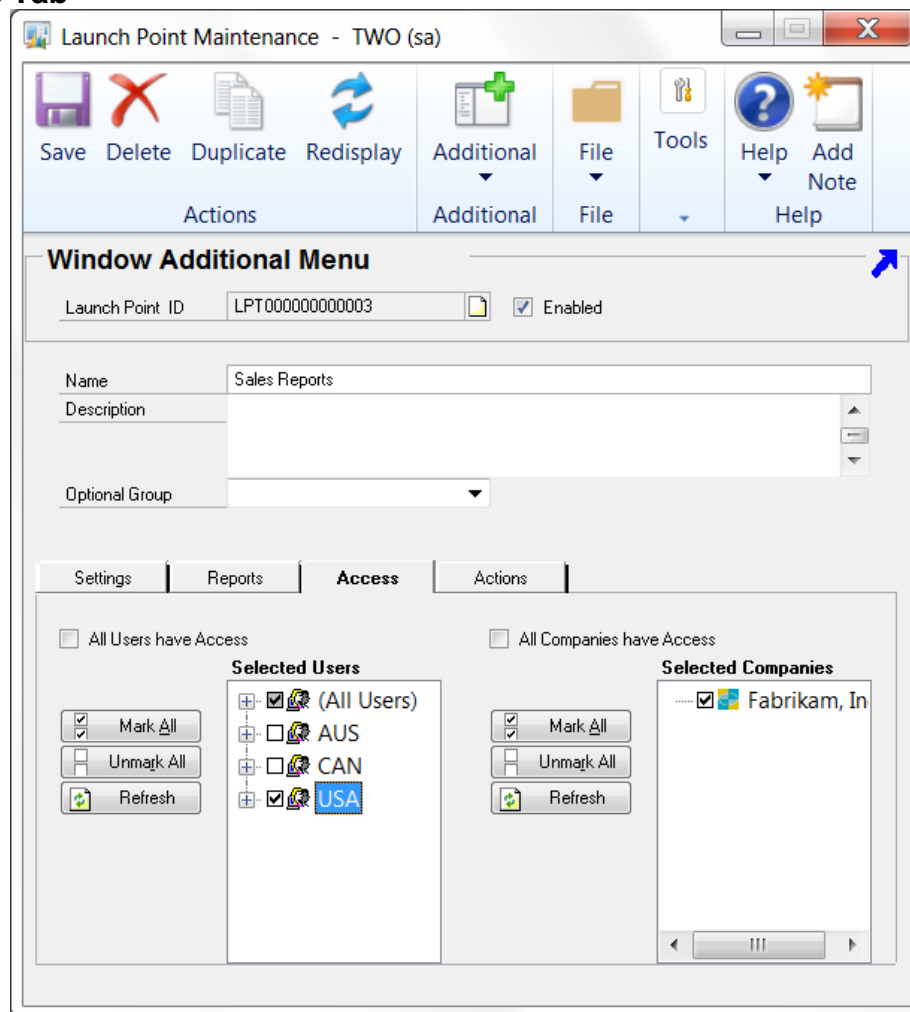 Tab
Launch Point Maintenance - TWO (sa)
Save Delete Duplicate Redisplay Additional File Tools Help Add Note
Actions Additional File Help
Window Additional Menu
Launch Point ID LPT000000000003 Enabled
Name Sales Reports
Description
Optional Group
Settings Reports Access Actions
All Users have Access All Companies have Access
Selected Users Selected Companies
(All Users) Fabrikam, In
Mark All AUS Mark All
Unmark All CAN Unmark All
Refresh USA Refresh